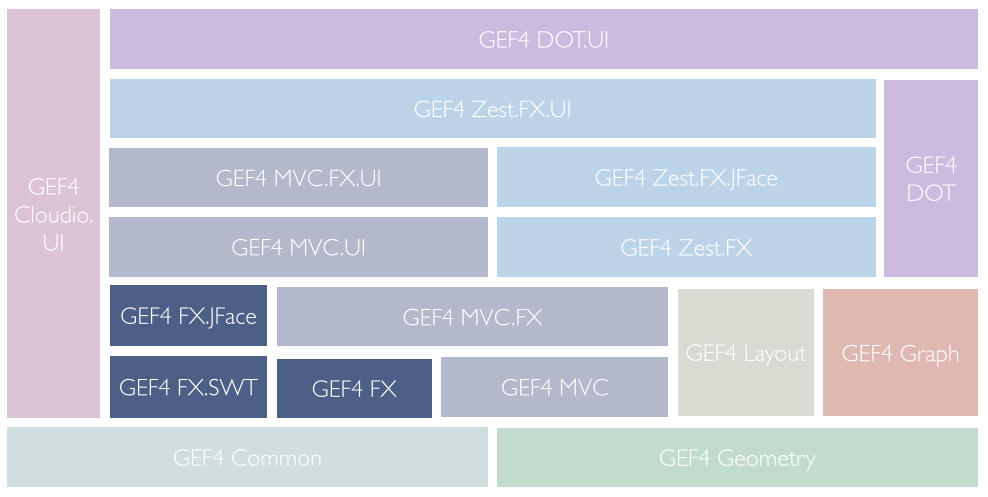 GEF4 DOT.UI
GEF4 Zest.FX.UI
GEF4
Cloudio.
UI
GEF4 MVC.FX.UI
GEF4 Zest.FX.JFace
GEF4
DOT
GEF4 MVC.UI
GEF4 Zest.FX
GEF4 FX.JFace
GEF4 MVC.FX
GEF4 Layout
GEF4 Graph
GEF4 FX.SWT
GEF4 FX
GEF4 MVC
GEF4 Common
GEF4 Geometry